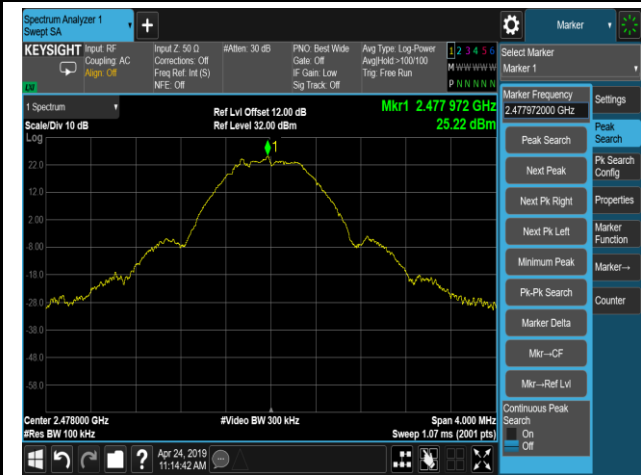 Spectrum Analyzer 1
Swept SA
Marker
KEYSIGHT
Input: RF
Coupling: AC
Align: Off
Input Z: 50 Ω
Corrections: Off
Freq Ref: Int (S)
NFE: Off
#Atten: 30 dB
PNO: Best Wide
Gate: Off
IF Gain: Low
Sig Track: Off
Avg Type: Log-Power
Avg|Hold:>100/100
Trig: Free Run
1 2 3 4 5 6
M W W W W W
P N N N N N
Select Marker
Marker 1
1 Spectrum
Scale/Div 10 dB
Log
Ref Lvl Offset 12.00 dB
Ref Level 32.00 dBm
Mkr1 2.477 972 GHz
25.22 dBm
1
22.0
12.0
2.00
-8.00
-18.0
-28.0
-38.0
-48.0
-58.0
Center 2.478000 GHz
#Res BW 100 kHz
#Video BW 300 kHz
Span 4.000 MHz
Sweep 1.07 ms (2001 pts)
Marker Frequency
2.477972000 GHz
Peak Search
Next Peak
Next Pk Right
Next Pk Left
Minimum Peak
Pk-Pk Search
Marker Delta
Mkr→CF
Mkr→Ref Lvl
Continuous Peak
Search
On
Off
Settings
Peak
Search
Pk Search
Config
Properties
Marker
Function
Marker→
Counter
Apr 24, 2019
11:14:42 AM